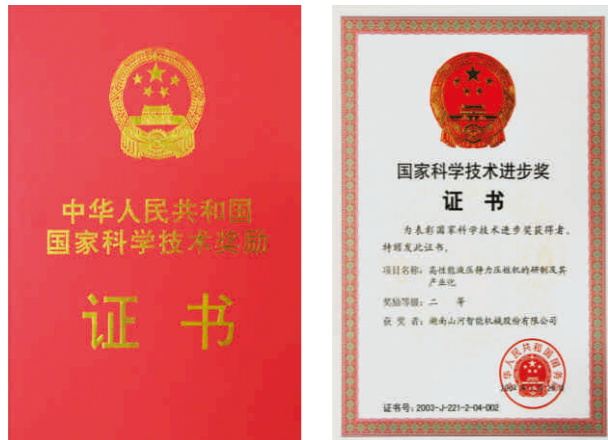 中华人民共和国
国家科学技术奖励
证 书
国家科学技术进步奖
证 书
为表彰国家科学技术进步奖获得者,
特颁发此证书。
项目名称: 高性能液压静力压桩机的研制及其
产业化
奖励等级: 二 等
获 奖 者: 湖南山河智能机械股份有限公司
证书号: 2003-J-221-2-04-002